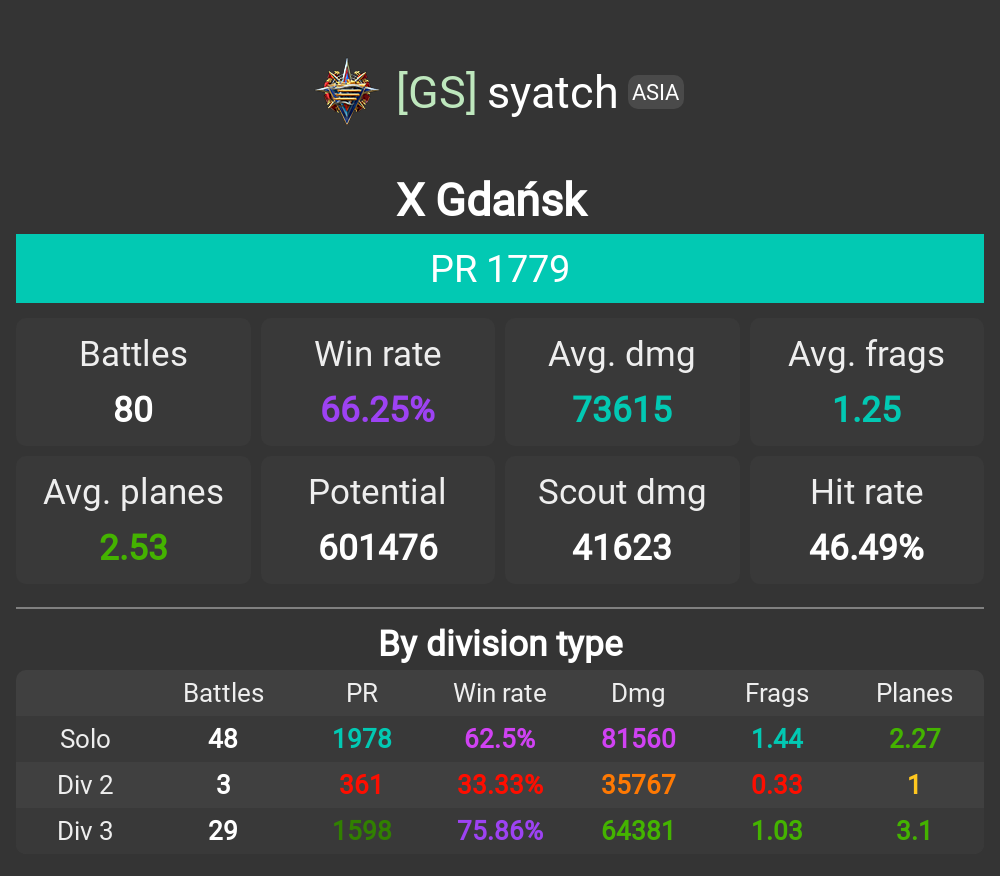 [GS] syatch ASIA
X Gdańsk
PR 1779
Battles Win rate Avg. dmg Avg. frags
80 66.25% 73615 1.25
Avg. planes Potential Scout dmg Hit rate
2.53 601476 41623 46.49%
By division type
Battles PR Win rate Dmg Frags Planes
Solo 48 1978 62.5% 81560 1.44 2.27
Div 2 3 361 33.33% 35767 0.33 1
Div 3 29 1598 75.86% 64381 1.03 3.1